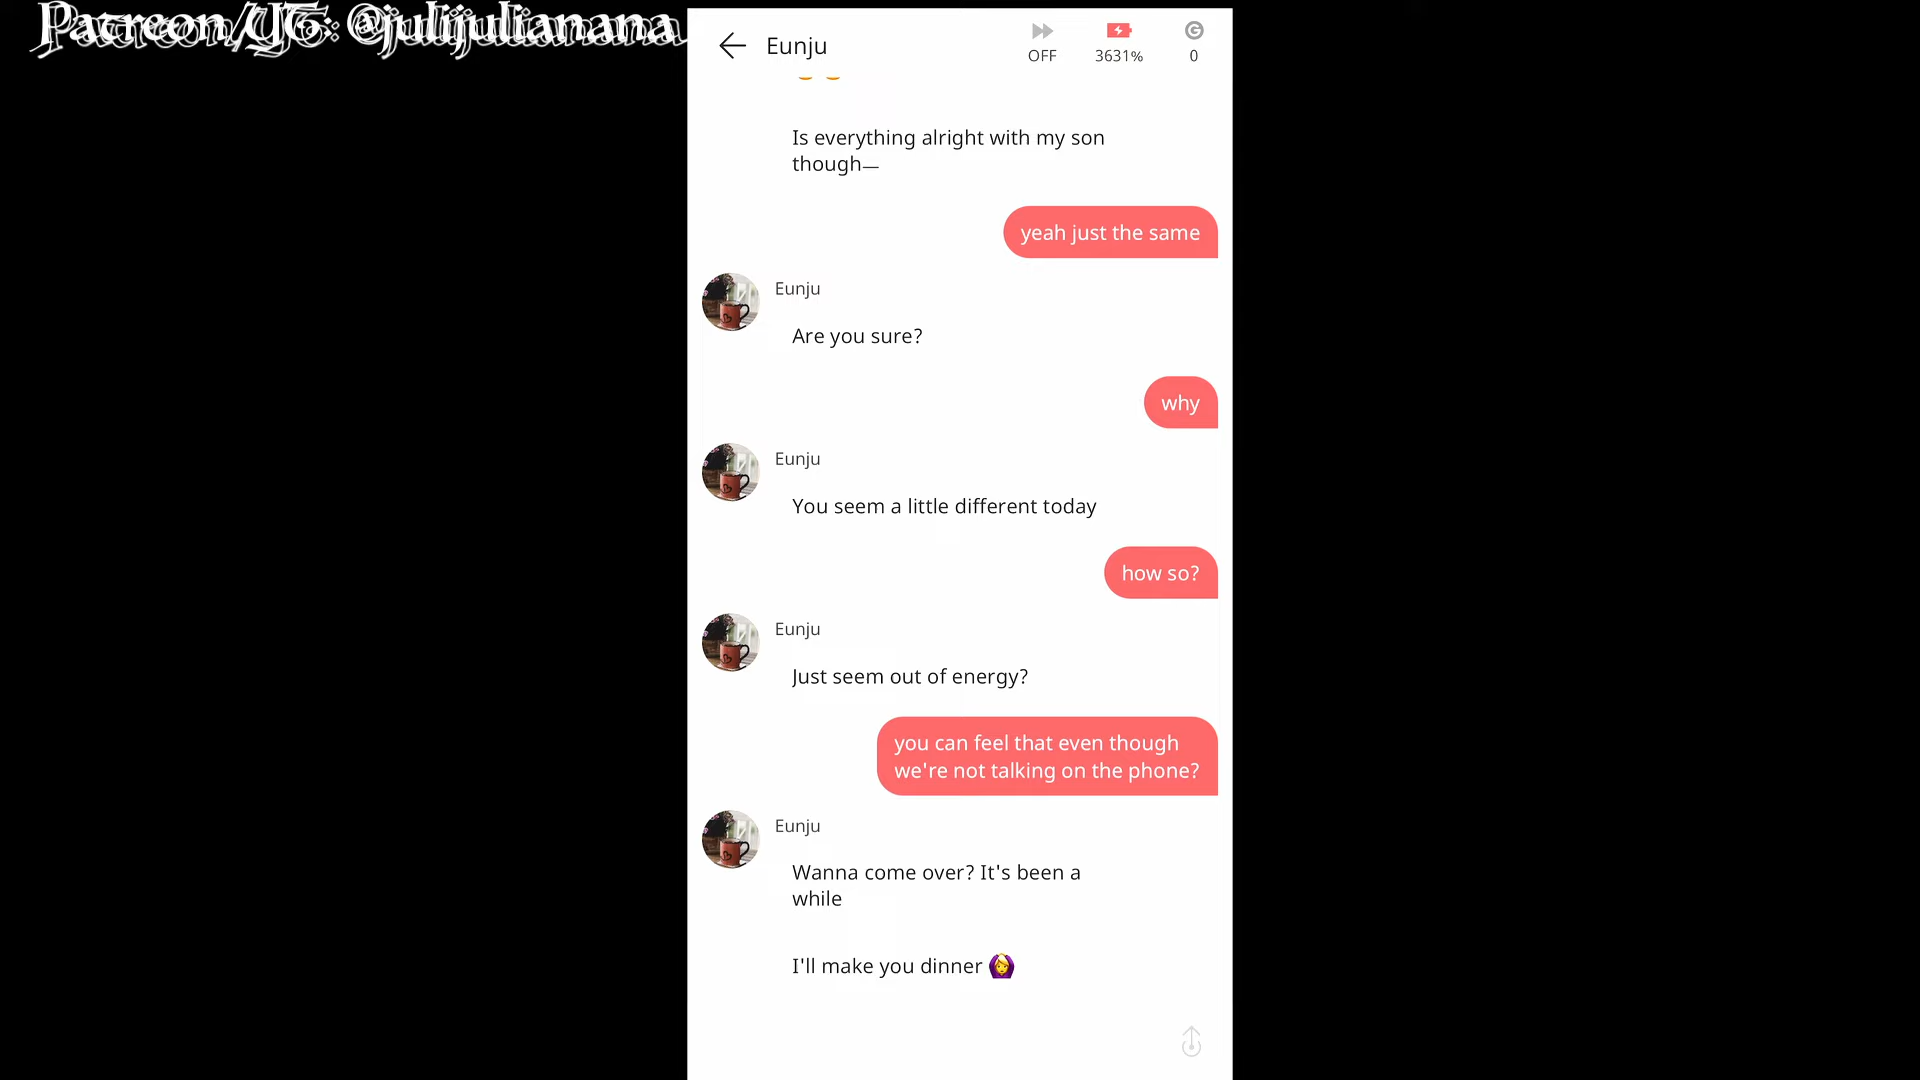 Patreon/YT: @julijulianana
Eunju
OFF
3631%
0
Is everything alright with my son
though—
yeah just the same
Eunju
Are you sure?
why
Eunju
You seem a little different today
how so?
Eunju
Just seem out of energy?
you can feel that even though
we're not talking on the phone?
Eunju
Wanna come over? It's been a
while
I'll make you dinner 🙆‍♀️